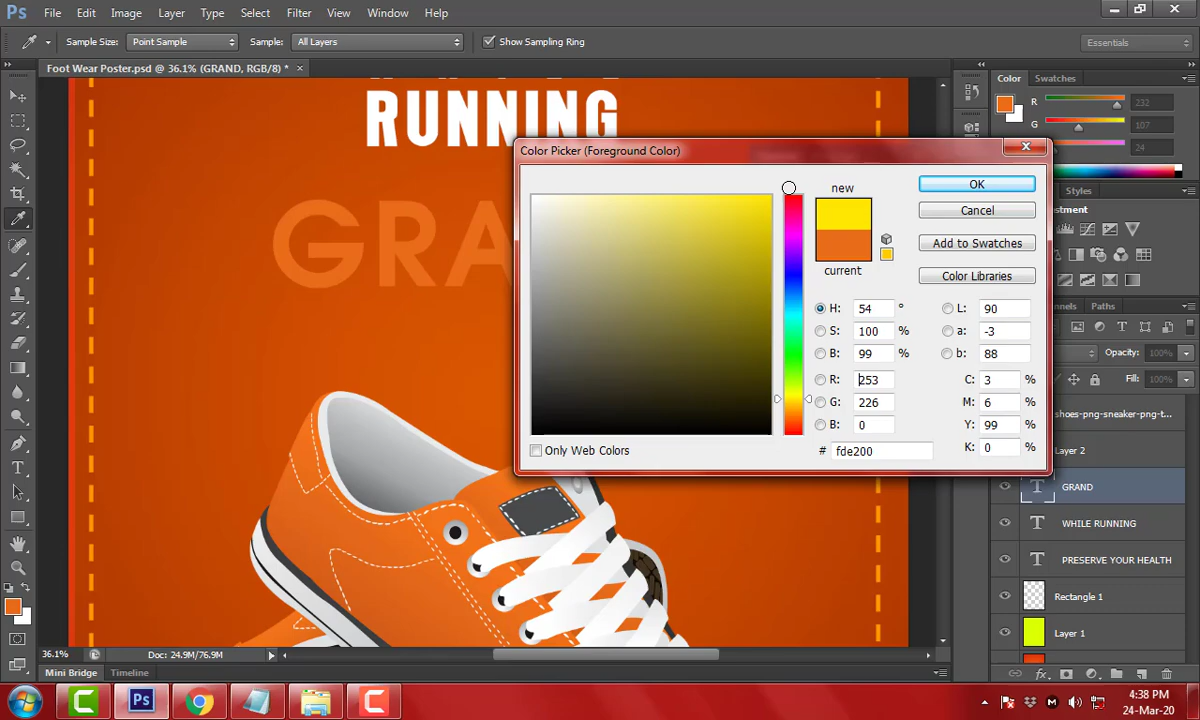 Ps File Edit Image Layer Type Select Filter View Window Help
Sample Size: Point Sample Sample: All Layers Show Sampling Ring Essentials
Foot Wear Poster.psd @ 36.1% (GRAND, RGB/8) * ×
Color Swatches
RUNNING
R 232
G 107
24
Color Picker (Foreground Color)
new
OK
Cancel
Add to Swatches
Color Libraries
current
Styles
GRA
H: 54 ° L: 90
S: 100 % a: -3
B: 99 % b: 88
R: 253 C: 3 %
G: 226 M: 6 %
B: 0 Y: 99 %
# fde200 K: 0 %
Only Web Colors
Paths
Opacity: 100%
Fill: 100%
shoes-png-sneaker-png-t...
Layer 2
GRAND
WHILE RUNNING
PRESERVE YOUR HEALTH
Rectangle 1
Layer 1
36.1% Doc: 24.9M/76.9M
Mini Bridge Timeline
4:38 PM
24-Mar-20